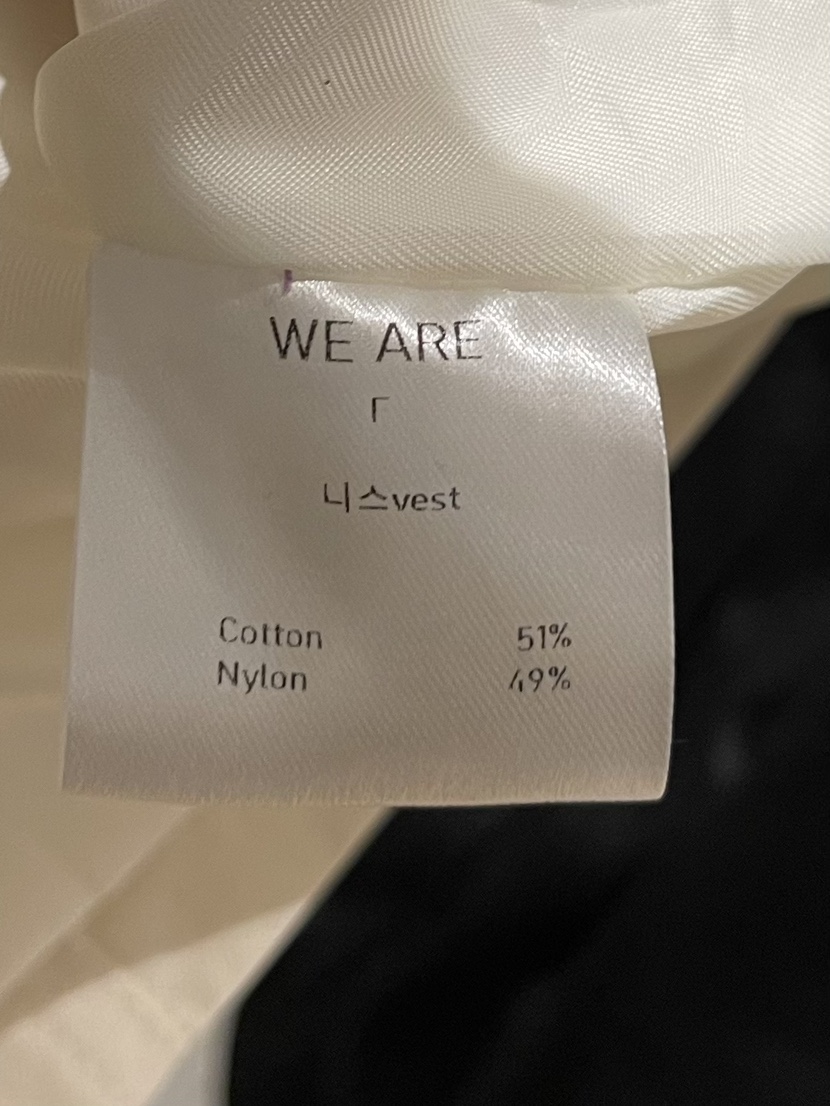 WE ARE
Γ
니스vest
Cotton 51%
Nylon 49%